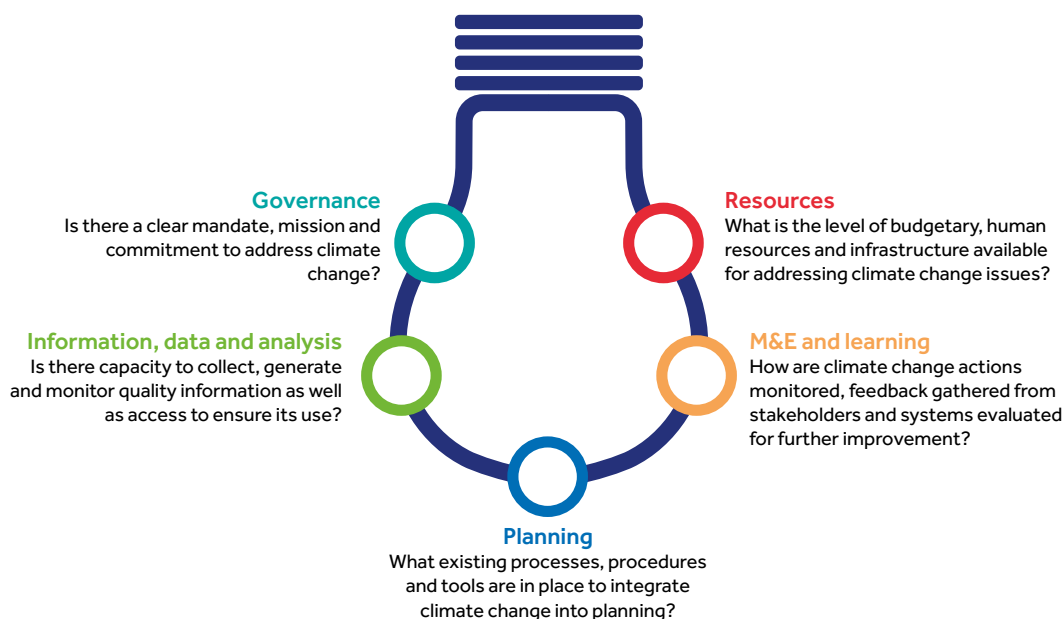 Governance
Is there a clear mandate, mission and
commitment to address climate
change?
Resources
What is the level of budgetary, human
resources and infrastructure available
for addressing climate change issues?
Information, data and analysis
Is there capacity to collect, generate
and monitor quality information as well
as access to ensure its use?
M&E and learning
How are climate change actions
monitored, feedback gathered from
stakeholders and systems evaluated
for further improvement?
Planning
What existing processes, procedures
and tools are in place to integrate
climate change into planning?